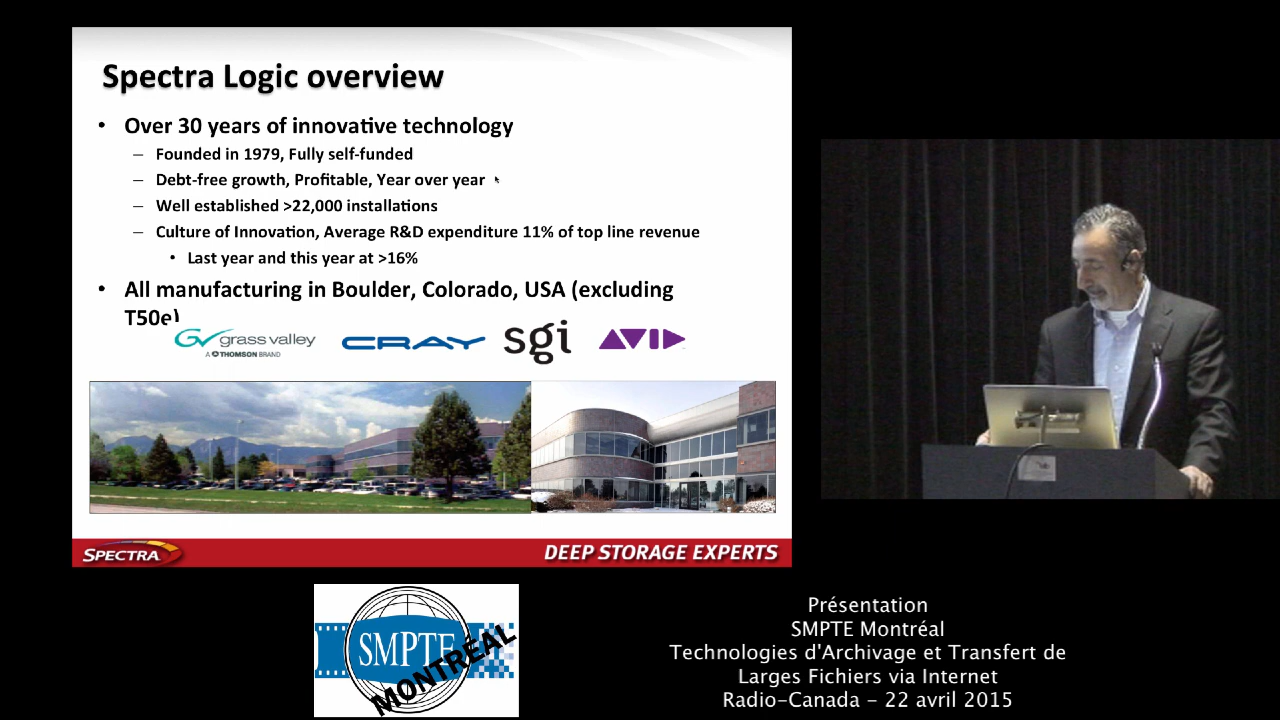 Spectra Logic overview
• Over 30 years of innovative technology
– Founded in 1979, Fully self-funded
– Debt-free growth, Profitable, Year over year
– Well established >22,000 installations
– Culture of Innovation, Average R&D expenditure 11% of top line revenue
• Last year and this year at >16%
• All manufacturing in Boulder, Colorado, USA (excluding
T50e)
GV grass valley
A THOMSON BRAND
CRAY
sgi
AVID
SPECTRA
DEEP STORAGE EXPERTS
SMPTE
MONTRÉAL
Présentation
SMPTE Montréal
Technologies d'Archivage et Transfert de
Larges Fichiers via Internet
Radio-Canada – 22 avril 2015